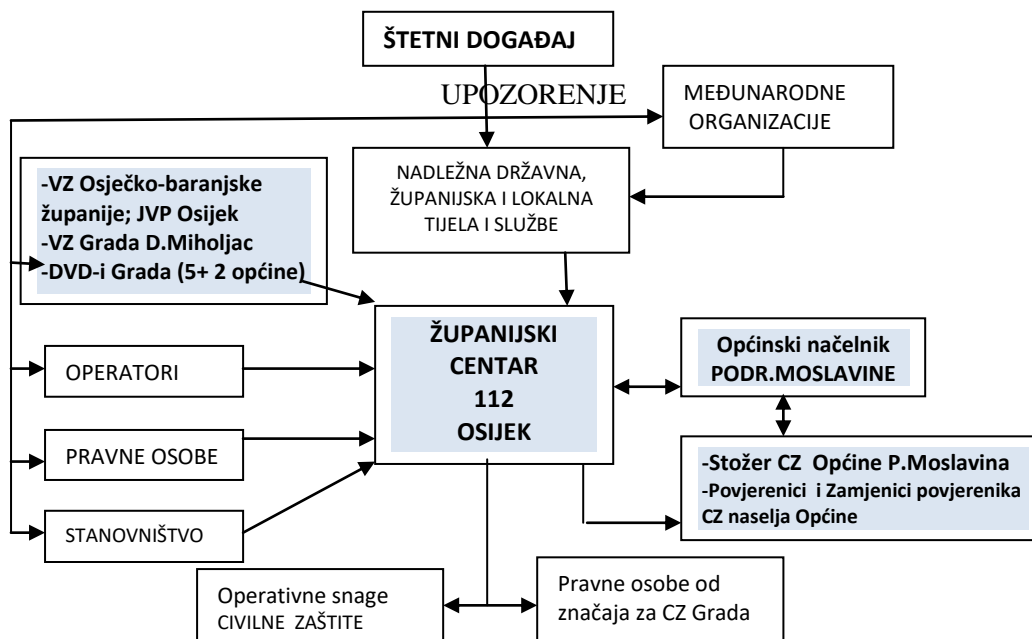 ŠTETNI DOGAĐAJ
UPOZORENJE
MEĐUNARODNE
ORGANIZACIJE
-VZ Osječko-baranjske
županije; JVP Osijek
-VZ Grada D.Miholjac
-DVD-i Grada (5+ 2 općine)
NADLEŽNA DRŽAVNA,
ŽUPANIJSKA I LOKALNA
TIJELA I SLUŽBE
ŽUPANIJSKI
CENTAR
112
OSIJEK
Općinski načelnik
PODR.MOSLAVINE
OPERATORI
PRAVNE OSOBE
-Stožer CZ Općine P.Moslavina
-Povjerenici i Zamjenici povjerenika
CZ naselja Općine
STANOVNIŠTVO
Operativne snage
CIVILNE ZAŠTITE
Pravne osobe od
značaja za CZ Grada